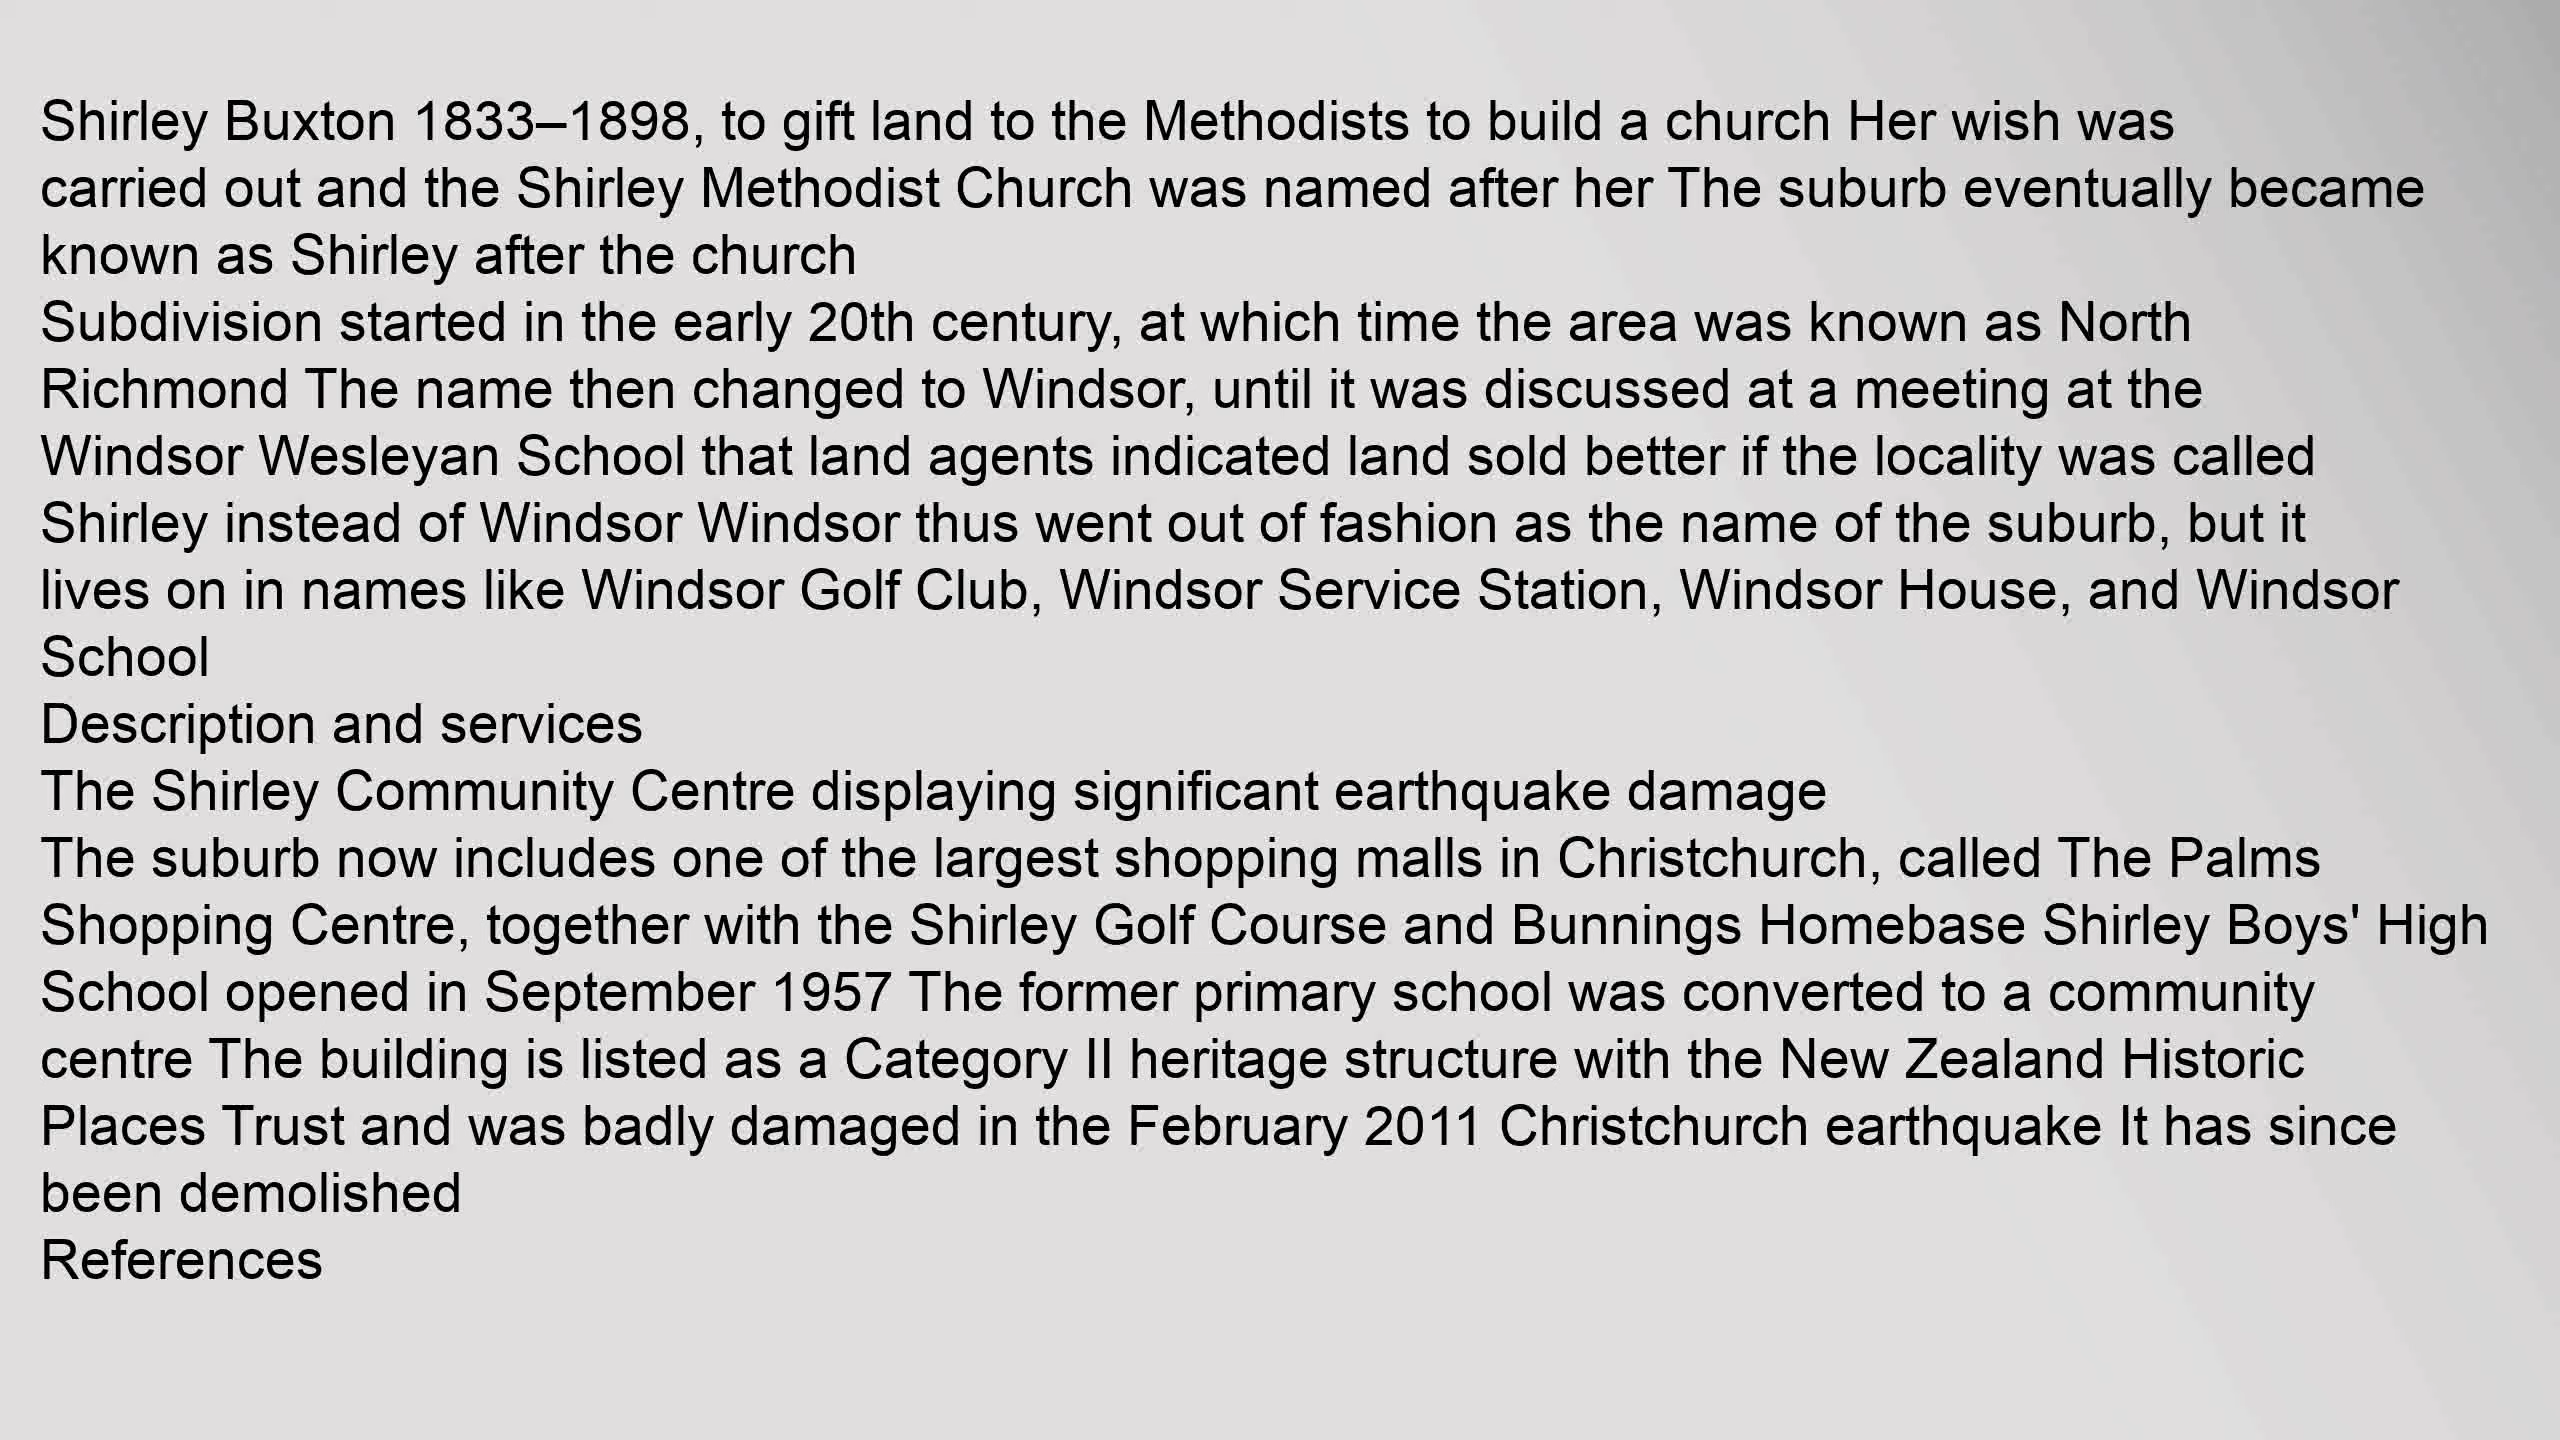 Shirley Buxton 1833–1898, to gift land to the Methodists to build a church Her wish was
carried out and the Shirley Methodist Church was named after her The suburb eventually became
known as Shirley after the church
Subdivision started in the early 20th century, at which time the area was known as North
Richmond The name then changed to Windsor, until it was discussed at a meeting at the
Windsor Wesleyan School that land agents indicated land sold better if the locality was called
Shirley instead of Windsor Windsor thus went out of fashion as the name of the suburb, but it
lives on in names like Windsor Golf Club, Windsor Service Station, Windsor House, and Windsor
School
Description and services
The Shirley Community Centre displaying significant earthquake damage
The suburb now includes one of the largest shopping malls in Christchurch, called The Palms
Shopping Centre, together with the Shirley Golf Course and Bunnings Homebase Shirley Boys' High
School opened in September 1957 The former primary school was converted to a community
centre The building is listed as a Category II heritage structure with the New Zealand Historic
Places Trust and was badly damaged in the February 2011 Christchurch earthquake It has since
been demolished
References